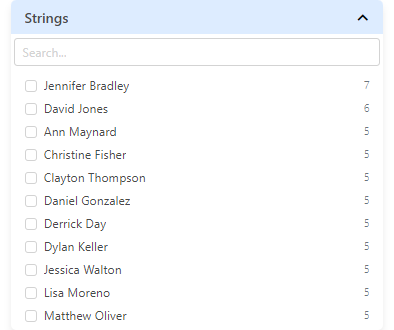 Strings
Search...
Jennifer Bradley 7
David Jones 6
Ann Maynard 5
Christine Fisher 5
Clayton Thompson 5
Daniel Gonzalez 5
Derrick Day 5
Dylan Keller 5
Jessica Walton 5
Lisa Moreno 5
Matthew Oliver 5